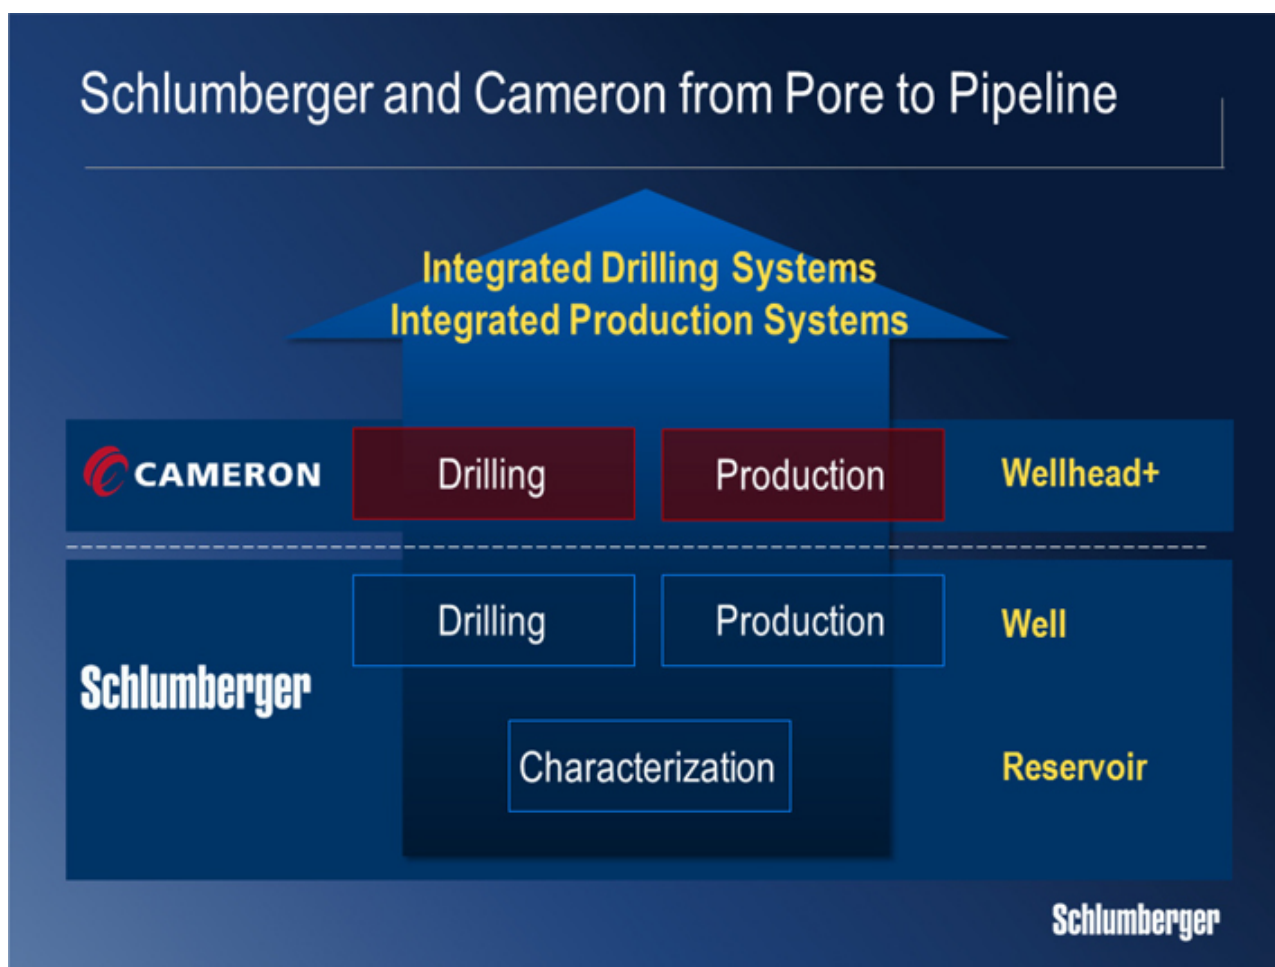 Schlumberger and Cameron from Pore to Pipeline
Integrated Drilling Systems
Integrated Production Systems
CAMERON
Drilling
Production
Wellhead+
Drilling
Production
Well
Schlumberger
Characterization
Reservoir
Schlumberger